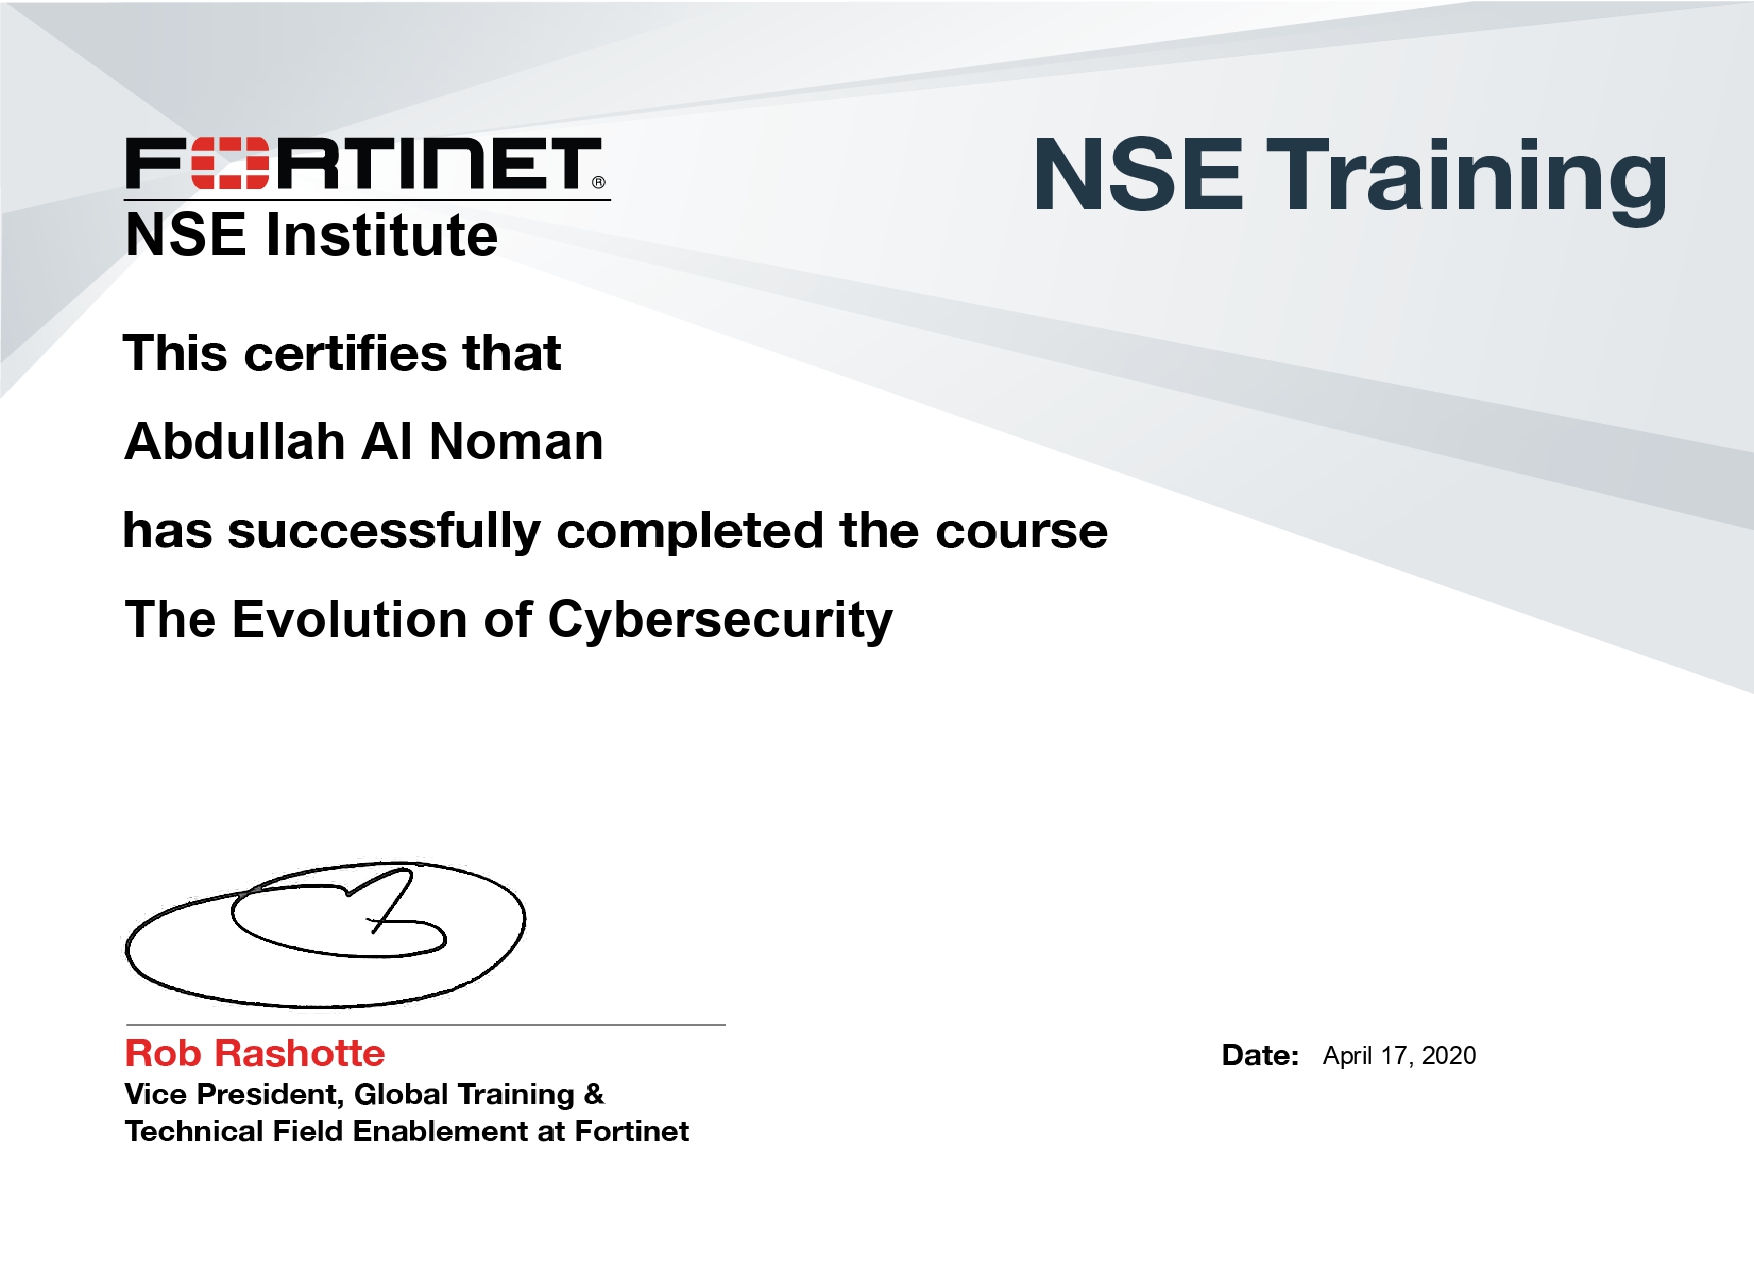 FORTINET®
NSE Training
NSE Institute
This certifies that
Abdullah Al Noman
has successfully completed the course
The Evolution of Cybersecurity
Rob Rashotte
Vice President, Global Training &
Technical Field Enablement at Fortinet
Date: April 17, 2020